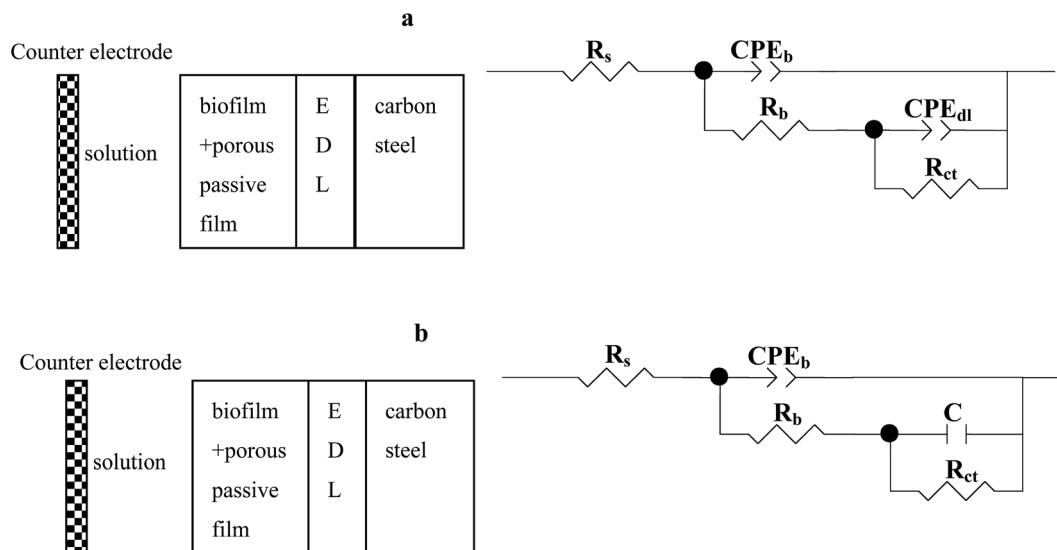 a
Counter electrode
solution
biofilm
+porous
passive
film
E
D
L
carbon
steel
Rs
CPEb
Rb
CPEdl
Rct
b
Counter electrode
solution
biofilm
+porous
passive
film
E
D
L
carbon
steel
Rs
CPEb
Rb
C
Rct